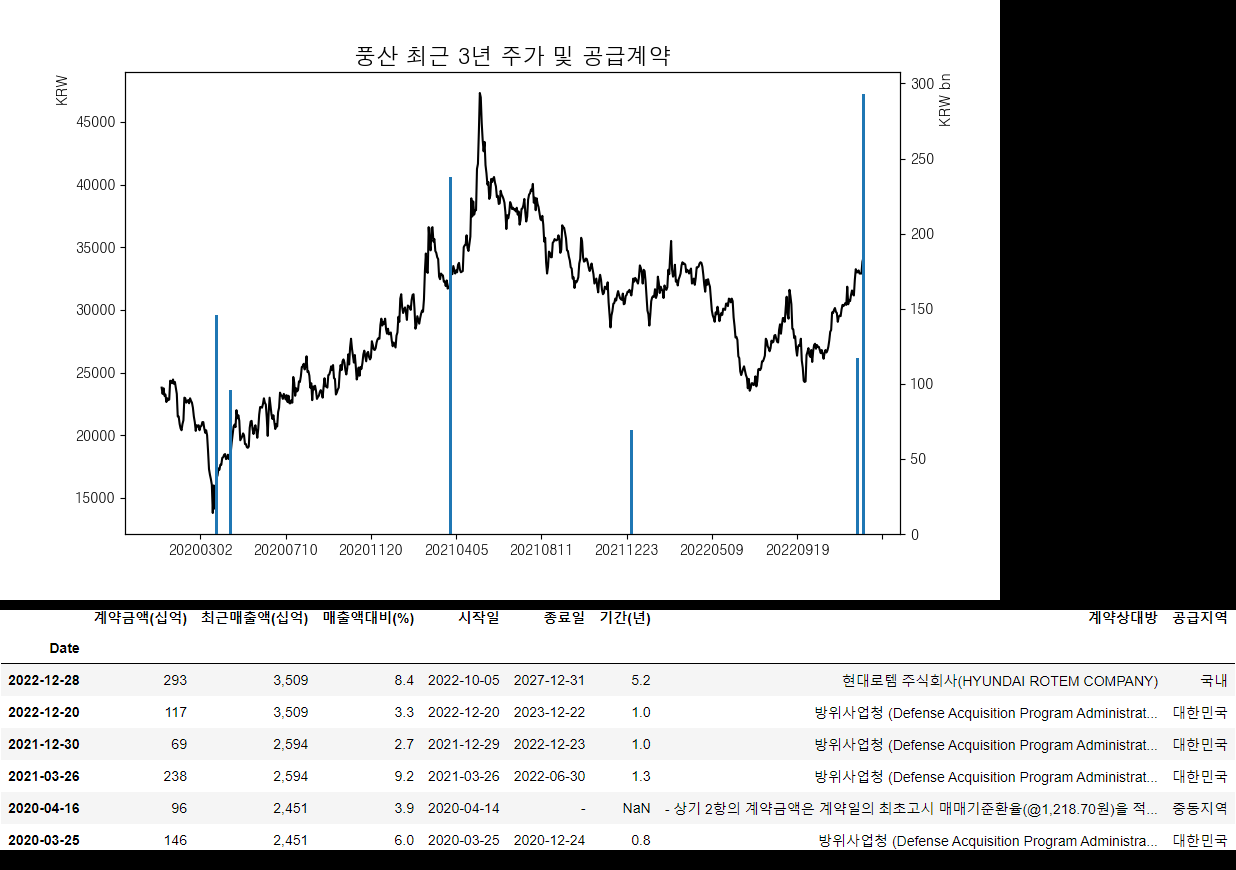 풍산 최근 3년 주가 및 공급계약
KRW
KRW bn
45000
40000
35000
30000
25000
20000
15000
300
250
200
150
100
50
0
20200302 20200710 20201120 20210405 20210811 20211223 20220509 20220919
계약금액(십억) 최근매출액(십억) 매출액대비(%) 시작일 종료일 기간(년) 계약상대방 공급지역
Date
2022-12-28 293 3,509 8.4 2022-10-05 2027-12-31 5.2 현대로템 주식회사(HYUNDAI ROTEM COMPANY) 국내
2022-12-20 117 3,509 3.3 2022-12-20 2023-12-22 1.0 방위사업청 (Defense Acquisition Program Administrat... 대한민국
2021-12-30 69 2,594 2.7 2021-12-29 2022-12-23 1.0 방위사업청 (Defense Acquisition Program Administrat... 대한민국
2021-03-26 238 2,594 9.2 2021-03-26 2022-06-30 1.3 방위사업청 (Defense Acquisition Program Administrat... 대한민국
2020-04-16 96 2,451 3.9 2020-04-14 - NaN - 상기 2항의 계약금액은 계약일의 최초고시 매매기준환율(@1,218.70원)을 적... 중동지역
2020-03-25 146 2,451 6.0 2020-03-25 2020-12-24 0.8 방위사업청 (Defense Acquisition Program Administra... 대한민국